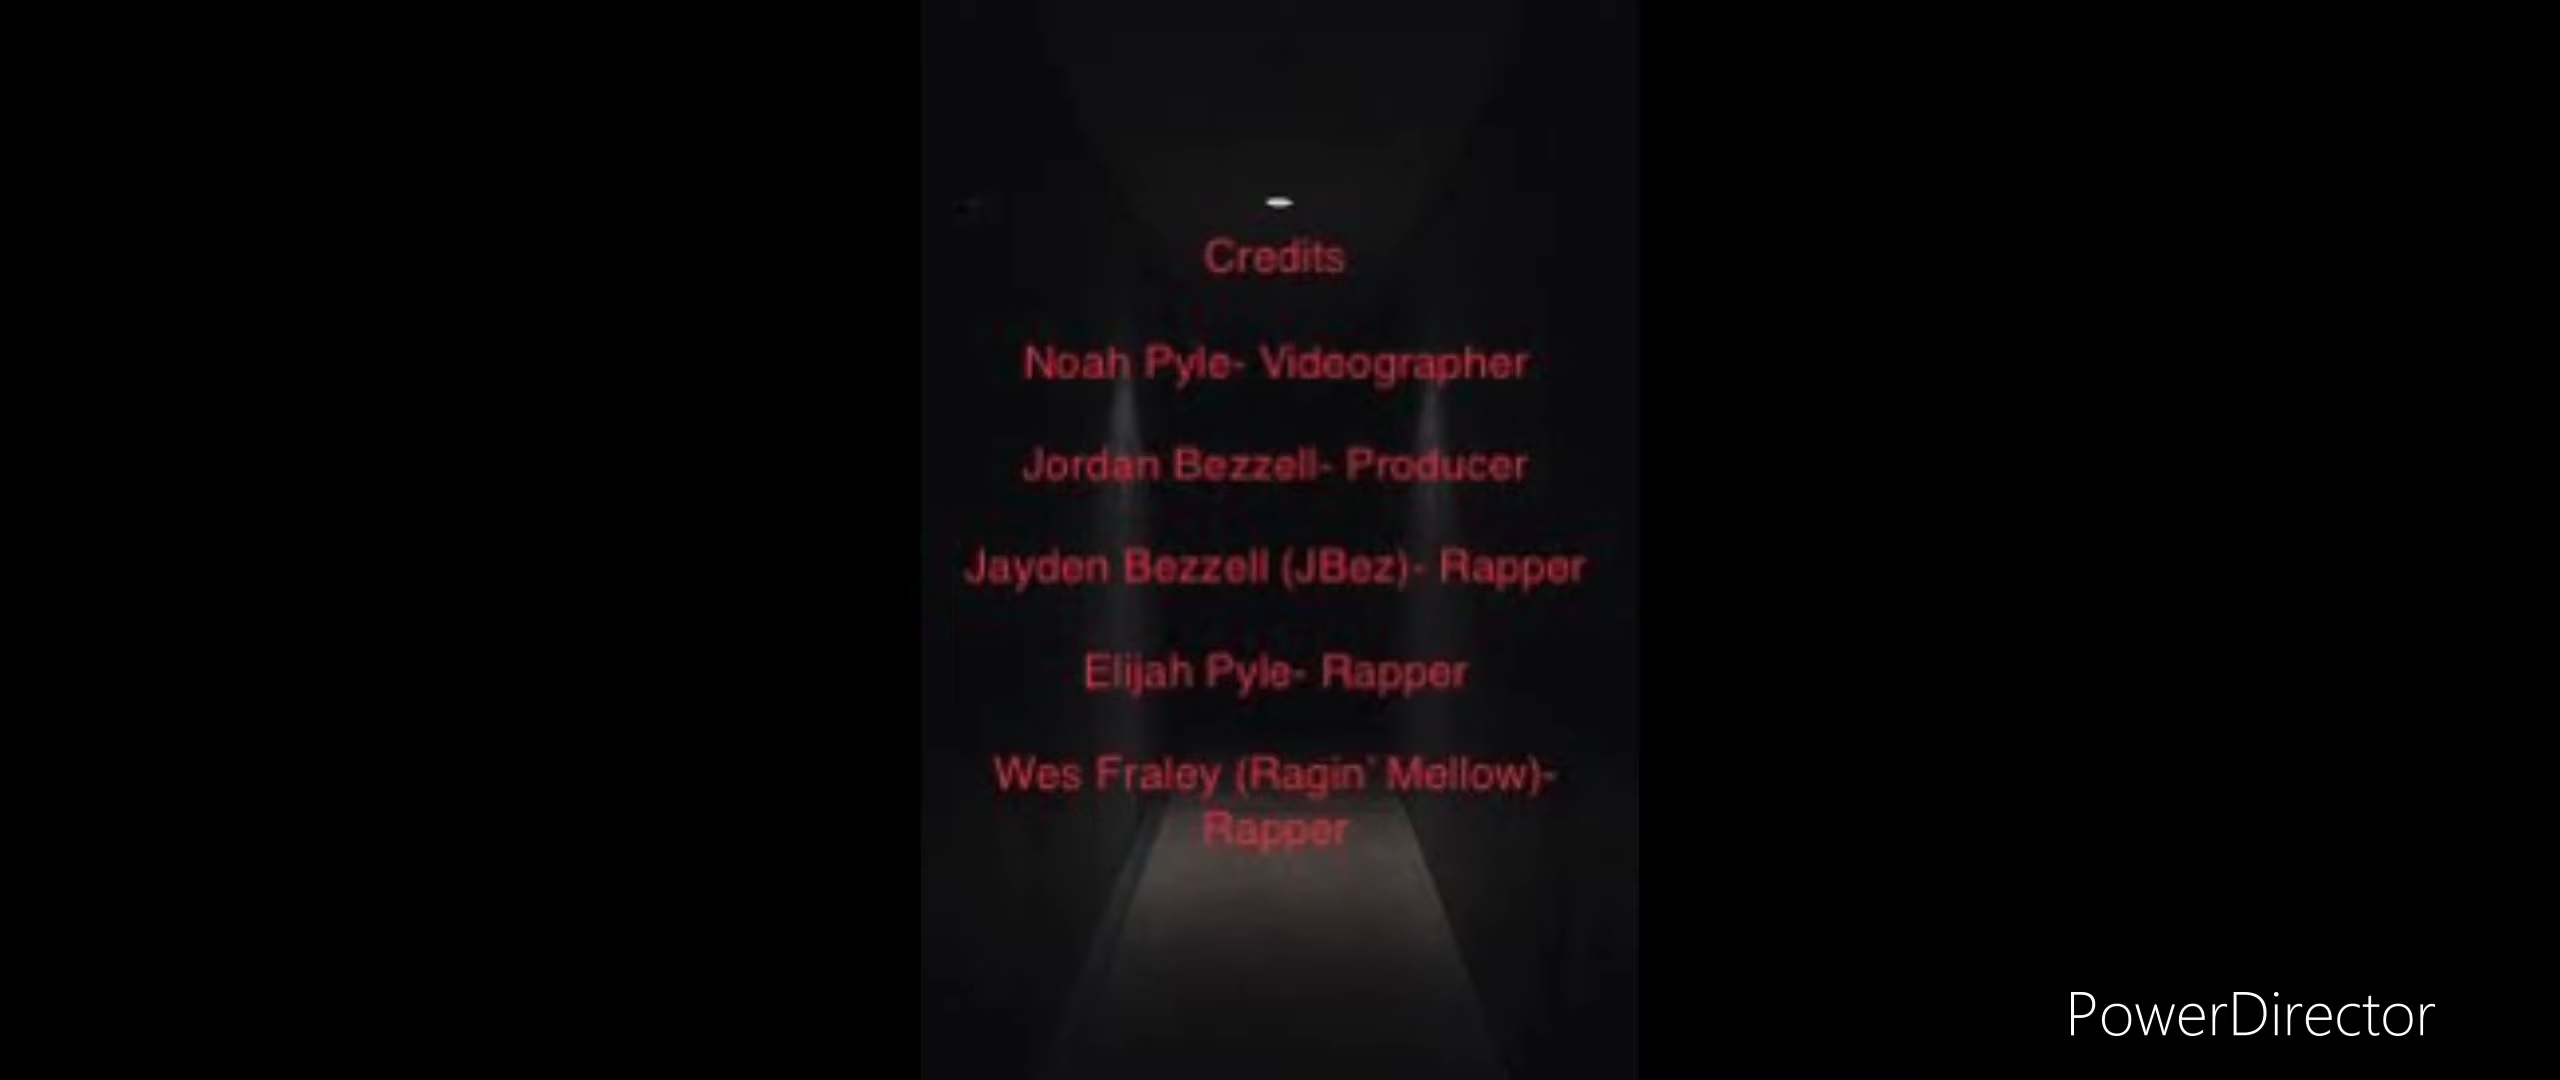 Credits
Noah Pyle- Videographer
Jordan Bezzell- Producer
Jayden Bezzell (JBez)- Rapper
Elijah Pyle- Rapper
Wes Fraley (Ragin' Mellow)-
Rapper
PowerDirector